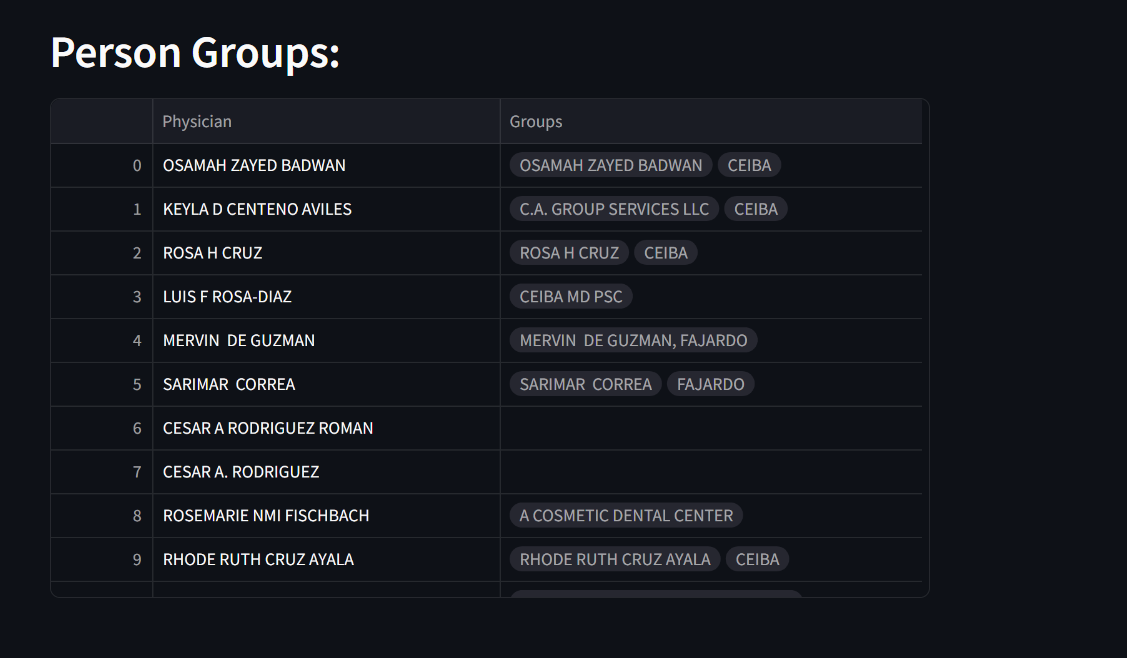 Person Groups:
Physician Groups
0 OSAMAH ZAYED BADWAN OSAMAH ZAYED BADWAN CEIBA
1 KEYLA D CENTENO AVILES C.A. GROUP SERVICES LLC CEIBA
2 ROSA H CRUZ ROSA H CRUZ CEIBA
3 LUIS F ROSA-DIAZ CEIBA MD PSC
4 MERVIN  DE GUZMAN MERVIN  DE GUZMAN, FAJARDO
5 SARIMAR  CORREA SARIMAR  CORREA FAJARDO
6 CESAR A RODRIGUEZ ROMAN
7 CESAR A. RODRIGUEZ
8 ROSEMARIE NMI FISCHBACH A COSMETIC DENTAL CENTER
9 RHODE RUTH CRUZ AYALA RHODE RUTH CRUZ AYALA CEIBA